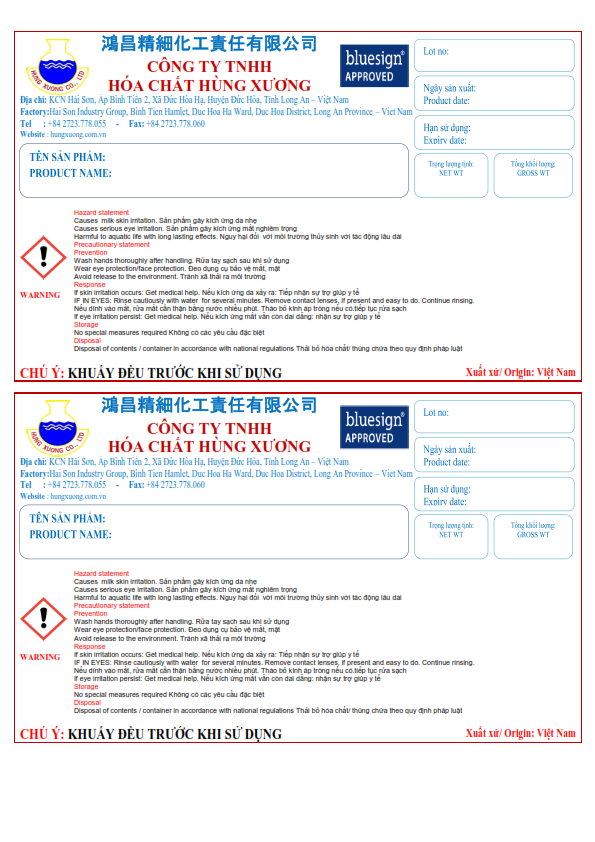 鴻昌精細化工責任有限公司
HUNG XUONG CO., LTD
CÔNG TY TNHH
HÓA CHẤT HÙNG XƯƠNG
bluesign®
APPROVED
Lot no:
Ngày sản xuất:
Product date:
Hạn sử dụng:
Expiry date:
Địa chỉ: KCN Hải Sơn, Ấp Bình Tiền 2, Xã Đức Hòa Hạ, Huyện Đức Hòa, Tỉnh Long An – Việt Nam
Factory:Hai Son Industry Group, Binh Tien Hamlet, Duc Hoa Ha Ward, Duc Hoa District, Long An Province – Viet Nam
Tel : +84 2723.778.055 - Fax: +84 2723.778.060
Website : hungxuong.com.vn
TÊN SẢN PHẨM:
PRODUCT NAME:
Trọng lượng tịnh:
NET WT
Tổng khối lượng:
GROSS WT
Hazard statement
Causes milk skin irritation. Sản phẩm gây kích ứng da nhẹ
Causes serious eye irritation. Sản phẩm gây kích ứng mắt nghiêm trọng
Harmful to aquatic life with long lasting effects. Nguy hại đối với môi trường thủy sinh với tác động lâu dài
Precautionary statement
Prevention
Wash hands thoroughly after handling. Rửa tay sạch sau khi sử dụng
Wear eye protection/face protection. Đeo dụng cụ bảo vệ mắt, mặt
Avoid release to the environment. Tránh xả thải ra môi trường
Response
If skin irritation occurs: Get medical help. Nếu kích ứng da xảy ra: Tiếp nhận sự trợ giúp y tế
IF IN EYES: Rinse cautiously with water for several minutes. Remove contact lenses, if present and easy to do. Continue rinsing.
Nếu dính vào mắt, rửa mắt cẩn thận bằng nước nhiều phút. Tháo bỏ kính áp tròng nếu có.tiếp tục rửa sạch
If eye irritation persist: Get medical help. Nếu kích ứng mắt vẫn còn dai dẳng: nhận sự trợ giúp y tế
Storage
No special measures required Không có các yêu cầu đặc biệt
Disposal
Disposal of contents / container in accordance with national regulations Thải bỏ hóa chất/ thùng chứa theo quy định pháp luật
WARNING
CHÚ Ý: KHUẤY ĐỀU TRƯỚC KHI SỬ DỤNG
Xuất xứ/ Origin: Việt Nam
鴻昌精細化工責任有限公司
HUNG XUONG CO., LTD
CÔNG TY TNHH
HÓA CHẤT HÙNG XƯƠNG
bluesign®
APPROVED
Lot no:
Ngày sản xuất:
Product date:
Hạn sử dụng:
Expiry date:
Địa chỉ: KCN Hải Sơn, Ấp Bình Tiền 2, Xã Đức Hòa Hạ, Huyện Đức Hòa, Tỉnh Long An – Việt Nam
Factory:Hai Son Industry Group, Binh Tien Hamlet, Duc Hoa Ha Ward, Duc Hoa District, Long An Province – Viet Nam
Tel : +84 2723.778.055 - Fax: +84 2723.778.060
Website : hungxuong.com.vn
TÊN SẢN PHẨM:
PRODUCT NAME:
Trọng lượng tịnh:
NET WT
Tổng khối lượng:
GROSS WT
Hazard statement
Causes milk skin irritation. Sản phẩm gây kích ứng da nhẹ
Causes serious eye irritation. Sản phẩm gây kích ứng mắt nghiêm trọng
Harmful to aquatic life with long lasting effects. Nguy hại đối với môi trường thủy sinh với tác động lâu dài
Precautionary statement
Prevention
Wash hands thoroughly after handling. Rửa tay sạch sau khi sử dụng
Wear eye protection/face protection. Đeo dụng cụ bảo vệ mắt, mặt
Avoid release to the environment. Tránh xả thải ra môi trường
Response
If skin irritation occurs: Get medical help. Nếu kích ứng da xảy ra: Tiếp nhận sự trợ giúp y tế
IF IN EYES: Rinse cautiously with water for several minutes. Remove contact lenses, if present and easy to do. Continue rinsing.
Nếu dính vào mắt, rửa mắt cẩn thận bằng nước nhiều phút. Tháo bỏ kính áp tròng nếu có.tiếp tục rửa sạch
If eye irritation persist: Get medical help. Nếu kích ứng mắt vẫn còn dai dẳng: nhận sự trợ giúp y tế
Storage
No special measures required Không có các yêu cầu đặc biệt
Disposal
Disposal of contents / container in accordance with national regulations Thải bỏ hóa chất/ thùng chứa theo quy định pháp luật
WARNING
CHÚ Ý: KHUẤY ĐỀU TRƯỚC KHI SỬ DỤNG
Xuất xứ/ Origin: Việt Nam